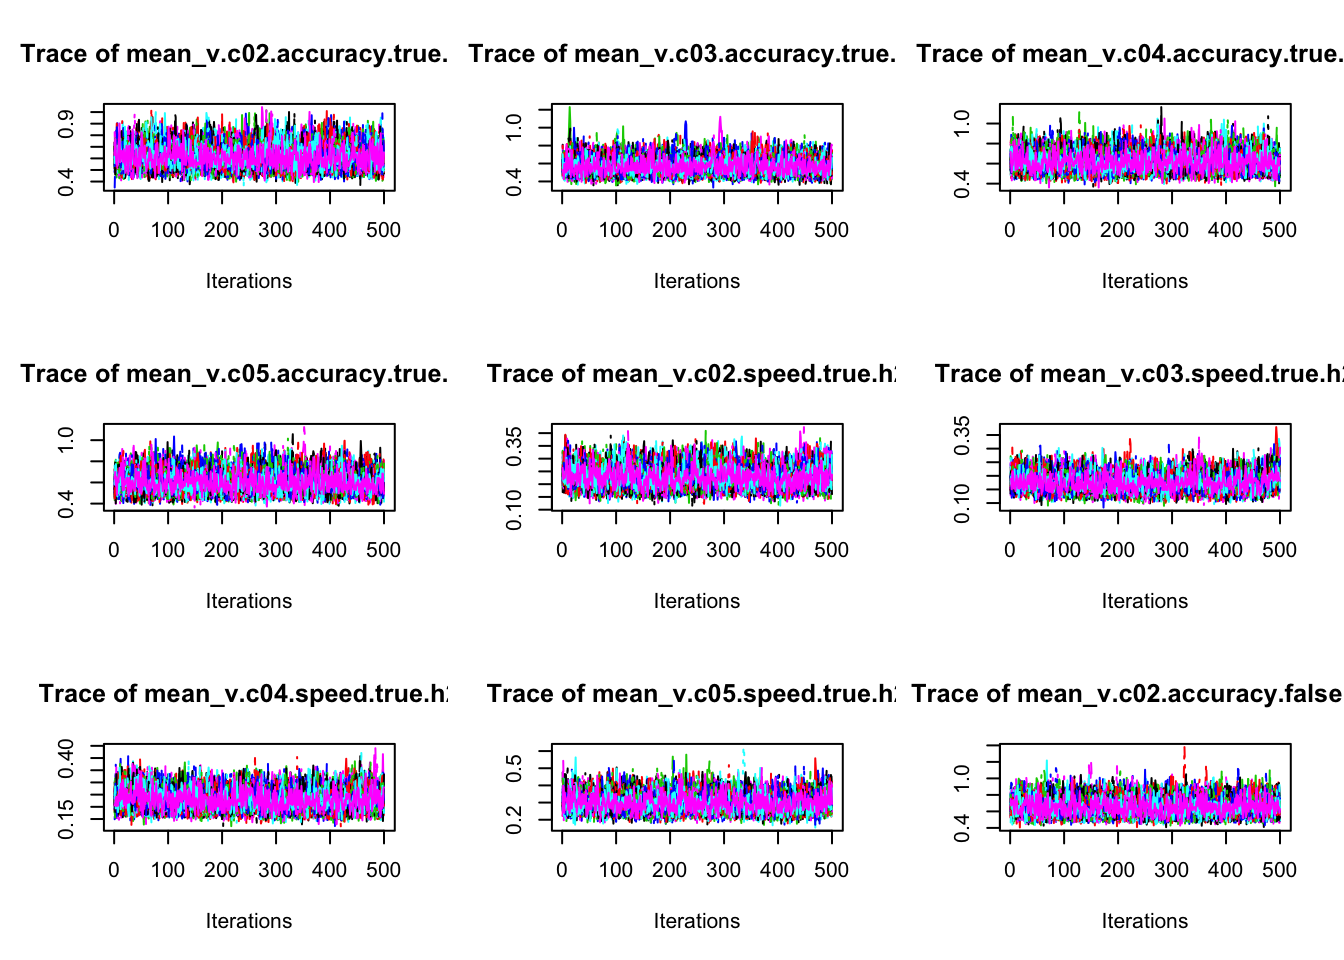 Trace of mean_v.c02.accuracy.true.
0.4 0.9
0 100 200 300 400 500
Iterations
Trace of mean_v.c03.accuracy.true.
0.4 1.0
0 100 200 300 400 500
Iterations
Trace of mean_v.c04.accuracy.true.
0.4 1.0
0 100 200 300 400 500
Iterations
Trace of mean_v.c05.accuracy.true.
0.4 1.0
0 100 200 300 400 500
Iterations
Trace of mean_v.c02.speed.true.h
0.10 0.35
0 100 200 300 400 500
Iterations
Trace of mean_v.c03.speed.true.h
0.10 0.35
0 100 200 300 400 500
Iterations
Trace of mean_v.c04.speed.true.h
0.15 0.40
0 100 200 300 400 500
Iterations
Trace of mean_v.c05.speed.true.h
0.2 0.5
0 100 200 300 400 500
Iterations
Trace of mean_v.c02.accuracy.false
0.4 1.0
0 100 200 300 400 500
Iterations